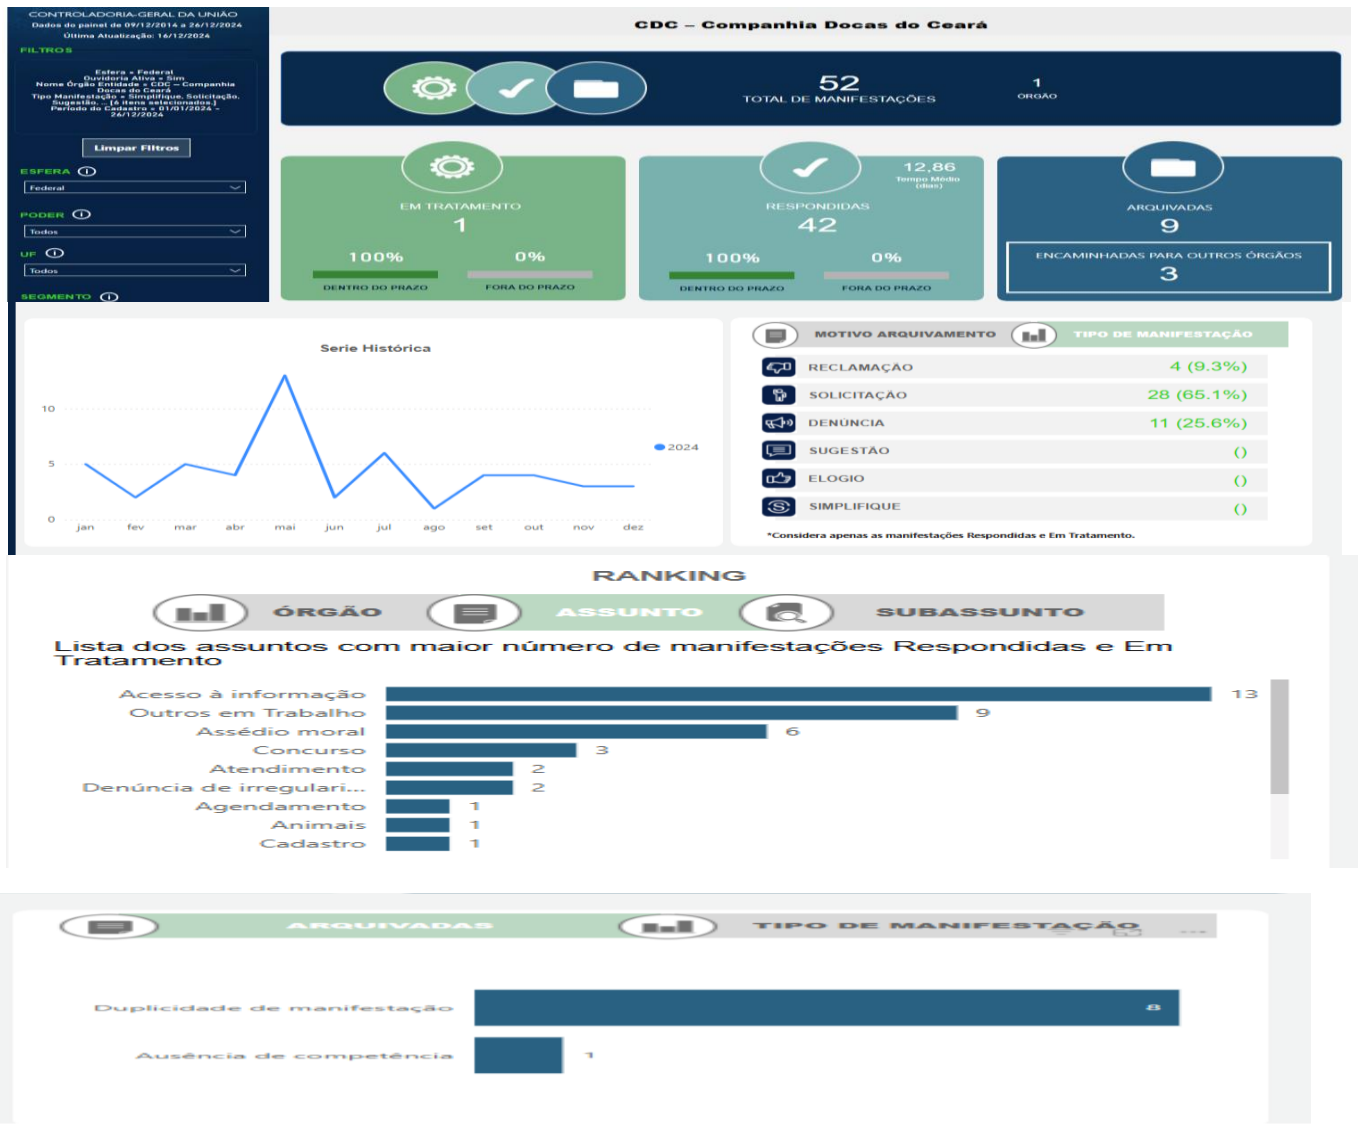 CONTROLADORIA-GERAL DA UNIÃO
Dados do painel de 09/12/2014 a 26/12/2024
Última Atualização: 16/12/2024
FILTROS
Esfera = Federal
Ouvidoria Ativa = Sim
Nome Órgão Entidade = CDC – Companhia
Docas do Ceará
Tipo Manifestação = Simplifique, Solicitação,
Sugestão, .. [6 itens selecionados.]
Período do Cadastro = 01/01/2024 -
26/12/2024
Limpar Filtros
ESFERA
Federal
PODER
Todos
UF
Todos
SEGMENTO
CDC – Companhia Docas do Ceará
52
TOTAL DE MANIFESTAÇÕES
1
ORGÃO
EM TRATAMENTO
1
100%
0%
DENTRO DO PRAZO
FORA DO PRAZO
12,86
Tempo Médio
(dias)
RESPONDIDAS
42
100%
0%
DENTRO DO PRAZO
FORA DO PRAZO
ARQUIVADAS
9
ENCAMINHADAS PARA OUTROS ÓRGÃOS
3
Serie Histórica
10
5
0
jan fev mar abr mai jun jul ago set out nov dez
2024
MOTIVO ARQUIVAMENTO
TIPO DE MANIFESTAÇÃO
RECLAMAÇÃO 4 (9.3%)
SOLICITAÇÃO 28 (65.1%)
DENÚNCIA 11 (25.6%)
SUGESTÃO ()
ELOGIO ()
SIMPLIFIQUE ()
*Considera apenas as manifestações Respondidas e Em Tratamento.
RANKING
ÓRGÃO
ASSUNTO
SUBASSUNTO
Lista dos assuntos com maior número de manifestações Respondidas e Em
Tratamento
Acesso à informação 13
Outros em Trabalho 9
Assédio moral 6
Concurso 3
Atendimento 2
Denúncia de irregulari... 2
Agendamento 1
Animais 1
Cadastro 1
ARQUIVADAS
TIPO DE MANIFESTAÇÃO
Duplicidade de manifestação 8
Ausência de competência 1